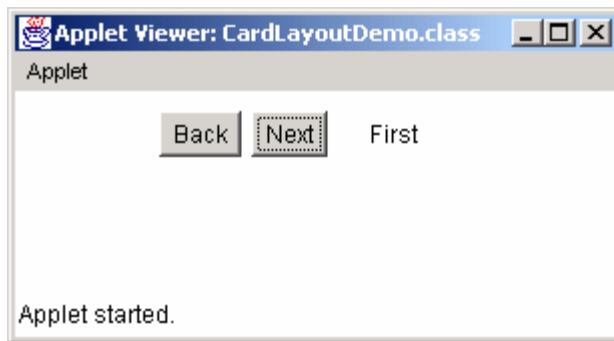 Applet Viewer: CardLayoutDemo.class
Applet
Back Next First
Applet started.